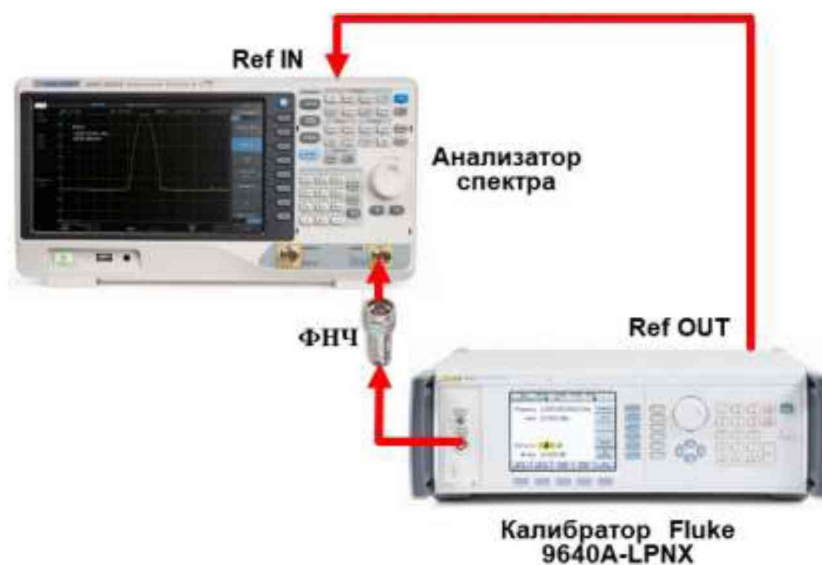 Ref IN
Анализатор
спектра
ФНЧ
Ref OUT
Калибратор Fluke
9640A-LPNX